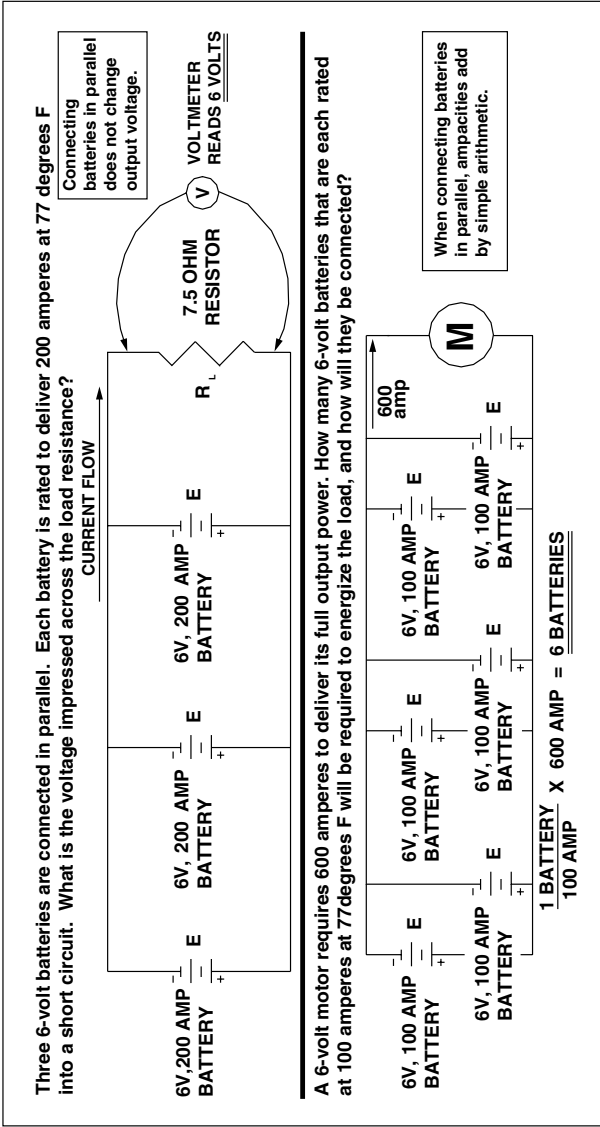 Three 6-volt batteries are connected in parallel. Each battery is rated to deliver 200 amperes at 77 degrees F
into a short circuit. What is the voltage impressed across the load resistance?
CURRENT FLOW
Connecting
batteries in parallel
does not change
output voltage.
6V,200 AMP
BATTERY
- E
+
6V, 200 AMP
BATTERY
- E
+
6V, 200 AMP
BATTERY
- E
+
RL
7.5 OHM
RESISTOR
V
VOLTMETER
READS 6 VOLTS
A 6-volt motor requires 600 amperes to deliver its full output power. How many 6-volt batteries that are each rated
at 100 amperes at 77degrees F will be required to energize the load, and how will they be connected?
6V, 100 AMP
BATTERY
- E
+
6V, 100 AMP
BATTERY
- E
+
6V, 100 AMP
BATTERY
- E
+
6V, 100 AMP
BATTERY
- E
+
6V, 100 AMP
BATTERY
- E
+
6V, 100 AMP
BATTERY
- E
+
600
amp
M
When connecting batteries
in parallel, ampacities add
by simple arithmetic.
1 BATTERY
100 AMP
X 600 AMP = 6 BATTERIES